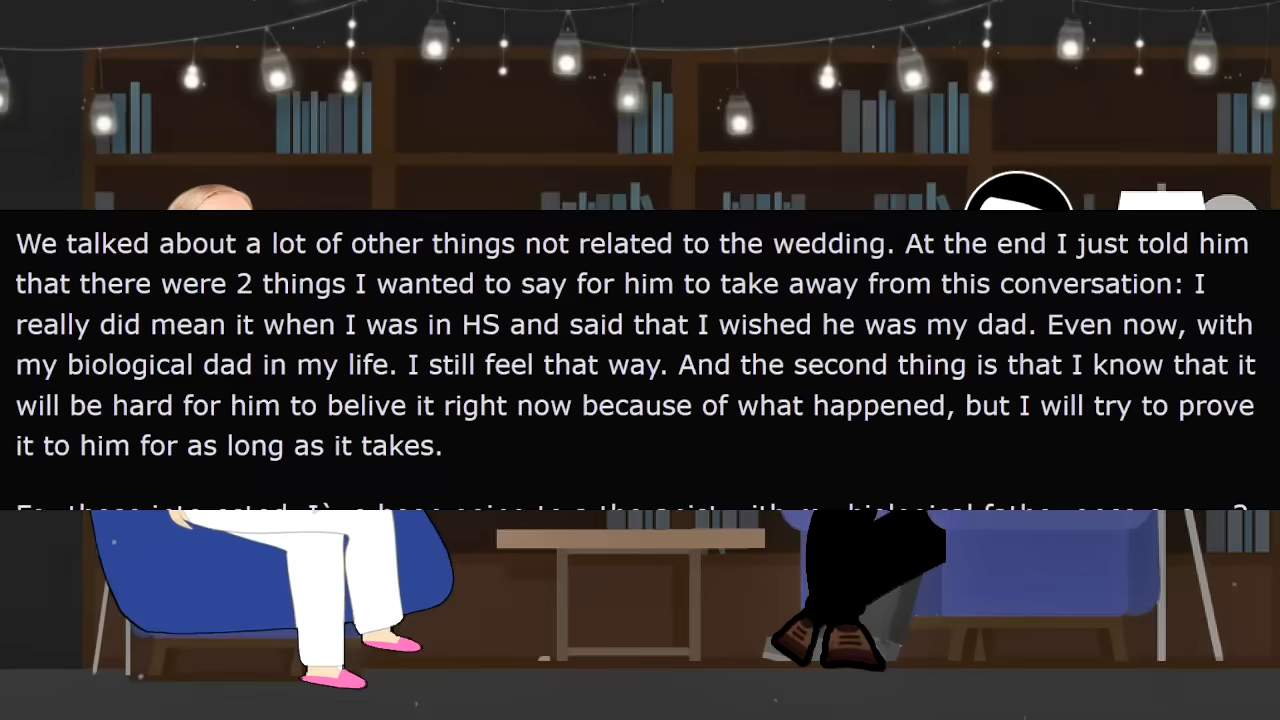 We talked about a lot of other things not related to the wedding. At the end I just told him
that there were 2 things I wanted to say for him to take away from this conversation: I
really did mean it when I was in HS and said that I wished he was my dad. Even now, with
my biological dad in my life. I still feel that way. And the second thing is that I know that it
will be hard for him to belive it right now because of what happened, but I will try to prove
it to him for as long as it takes.